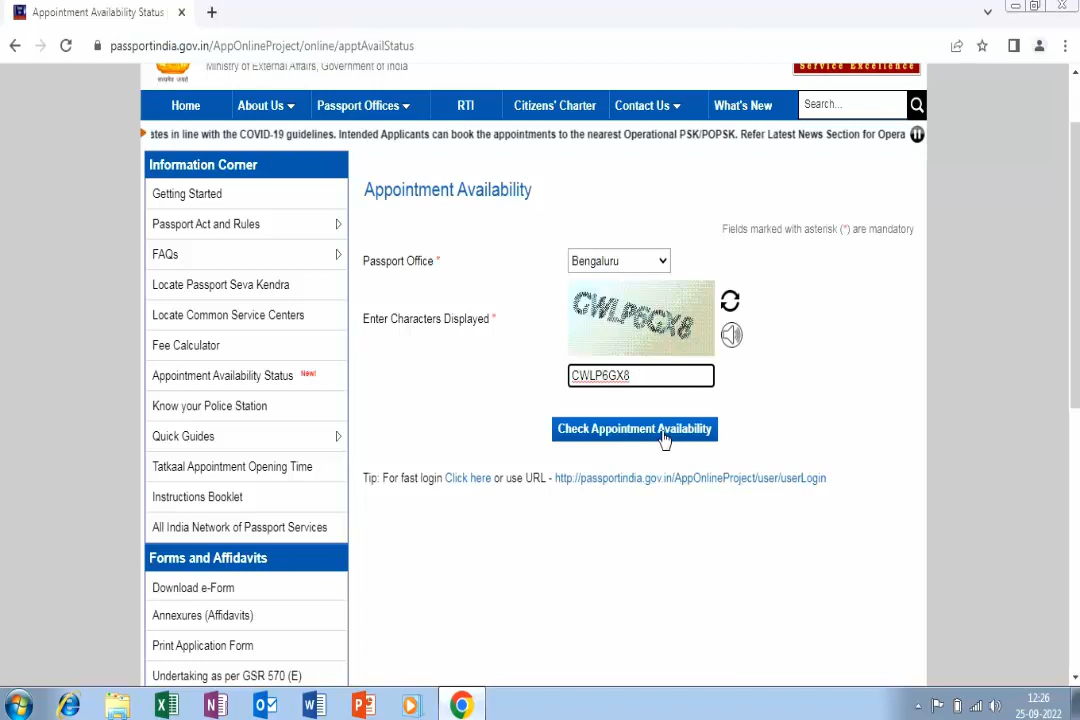 Appointment Availability Status
passportindia.gov.in/AppOnlineProject/online/apptAvailStatus
Ministry of External Affairs, Government of India
Service Excellence
Home
About Us
Passport Offices
RTI
Citizens' Charter
Contact Us
What's New
Search...
ates in line with the COVID-19 guidelines. Intended Applicants can book the appointments to the nearest Operational PSK/POPSK. Refer Latest News Section for Opera
Information Corner
Getting Started
Passport Act and Rules
FAQs
Locate Passport Seva Kendra
Locate Common Service Centers
Fee Calculator
Appointment Availability Status New!
Know your Police Station
Quick Guides
Tatkaal Appointment Opening Time
Instructions Booklet
All India Network of Passport Services
Forms and Affidavits
Download e-Form
Annexures (Affidavits)
Print Application Form
Undertaking as per GSR 570 (E)
Appointment Availability
Fields marked with asterisk (*) are mandatory
Passport Office *
Bengaluru
CWLP6GX8
Enter Characters Displayed *
CWLP6GX8
Check Appointment Availability
Tip: For fast login Click here or use URL - http://passportindia.gov.in/AppOnlineProject/user/userLogin
12:26
25-09-2022